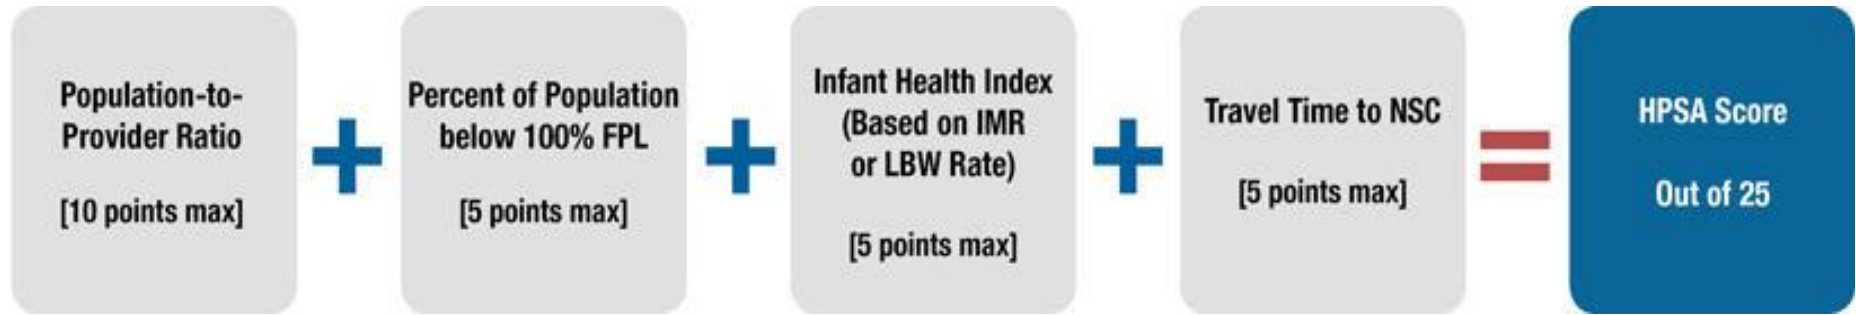 Population-to-
Provider Ratio
[10 points max]
Percent of Population
below 100% FPL
[5 points max]
Infant Health Index
(Based on IMR
or LBW Rate)
[5 points max]
Travel Time to NSC
[5 points max]
HPSA Score
Out of 25